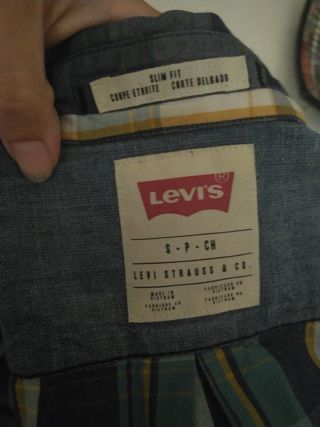 SLIM FIT
COUPE ETROITE CORTE DELGADO
LEVI'S ®
S - P - CH
LEVI STRAUSS & CO.
MADE IN
VIETNAM
FABRIQUE AU
VIETNAM
FABRICADO EN
VIETNAM
FABRICADO NO
VIETNAM